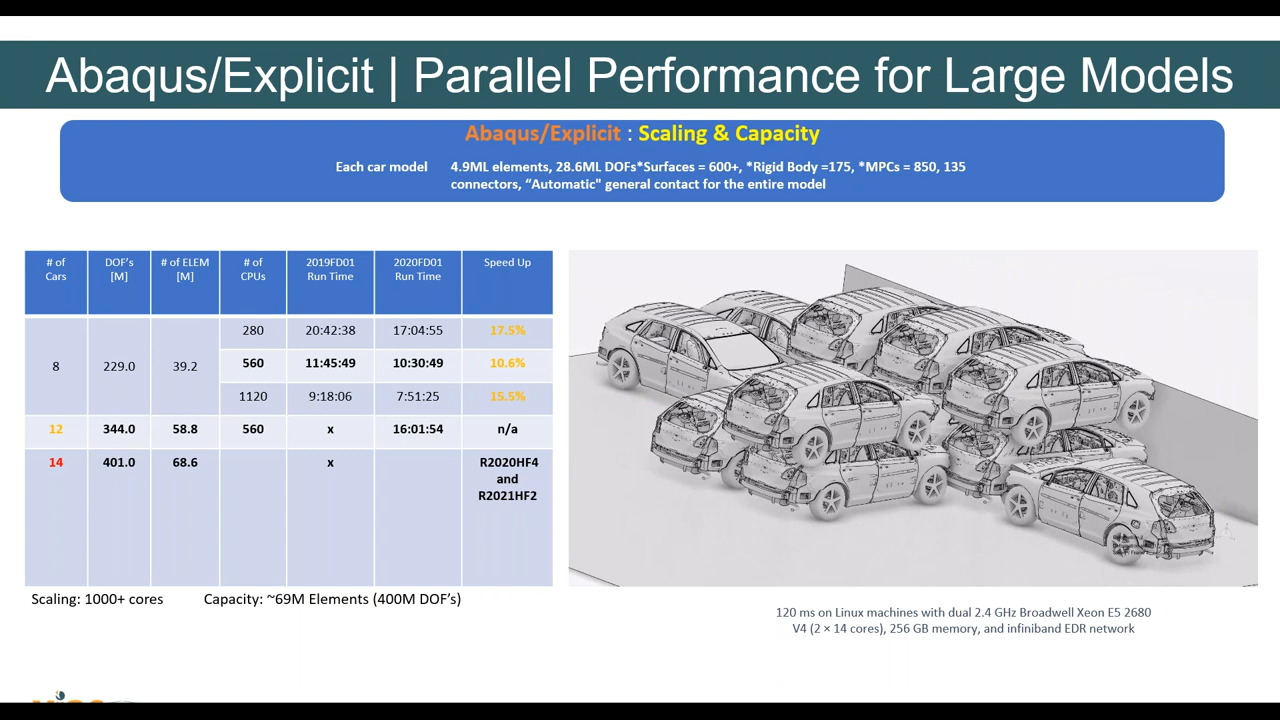 Abaqus/Explicit | Parallel Performance for Large Models
Abaqus/Explicit : Scaling & Capacity
Each car model 4.9ML elements, 28.6ML DOFs*Surfaces = 600+, *Rigid Body =175, *MPCs = 850, 135
connectors, “Automatic" general contact for the entire model
# of Cars DOF's [M] # of ELEM [M] # of CPUs 2019FD01 Run Time 2020FD01 Run Time Speed Up
8 229.0 39.2 280 20:42:38 17:04:55 17.5%
560 11:45:49 10:30:49 10.6%
1120 9:18:06 7:51:25 15.5%
12 344.0 58.8 560 x 16:01:54 n/a
14 401.0 68.6 x R2020HF4
and
R2021HF2
Scaling: 1000+ cores Capacity: ~69M Elements (400M DOF's)
120 ms on Linux machines with dual 2.4 GHz Broadwell Xeon E5 2680
V4 (2 × 14 cores), 256 GB memory, and infiniband EDR network